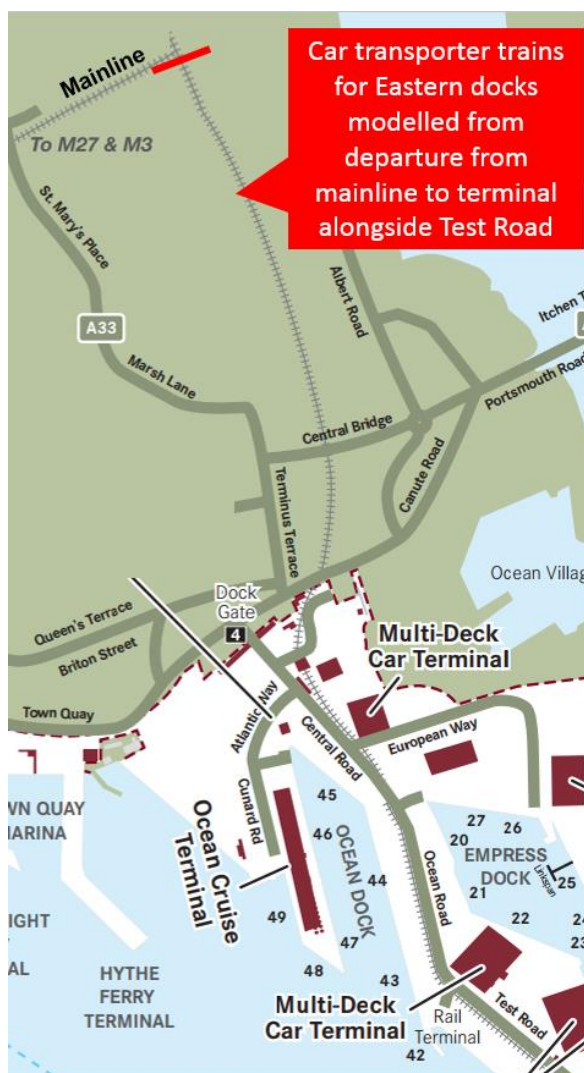 Mainline
Car transporter trains
for Eastern docks
modelled from
departure from
mainline to terminal
alongside Test Road
To M27 & M3
St. Mary's Place
Albert Road
Itchen T
A33
Portsmouth Road
Marsh Lane
Central Bridge
Canute Road
Terminus Terrace
Ocean Villag
Dock
Gate
4
Queen's Terrace
Briton Street
Multi-Deck
Car Terminal
Town Quay
Atlantic Way
Central Road
European Way
Cunard Rd
WN QUAY
ARINA
45
46
OCEAN DOCK
44
27
26
20
EMPRESS
DOCK
Linkspan
25
21
Ocean Road
Ocean Cruise
Terminal
22
24
23
49
47
48
43
IGHT
AL
HYTHE
FERRY
TERMINAL
Multi-Deck
Car Terminal
Rail
Terminal
Test Road
42